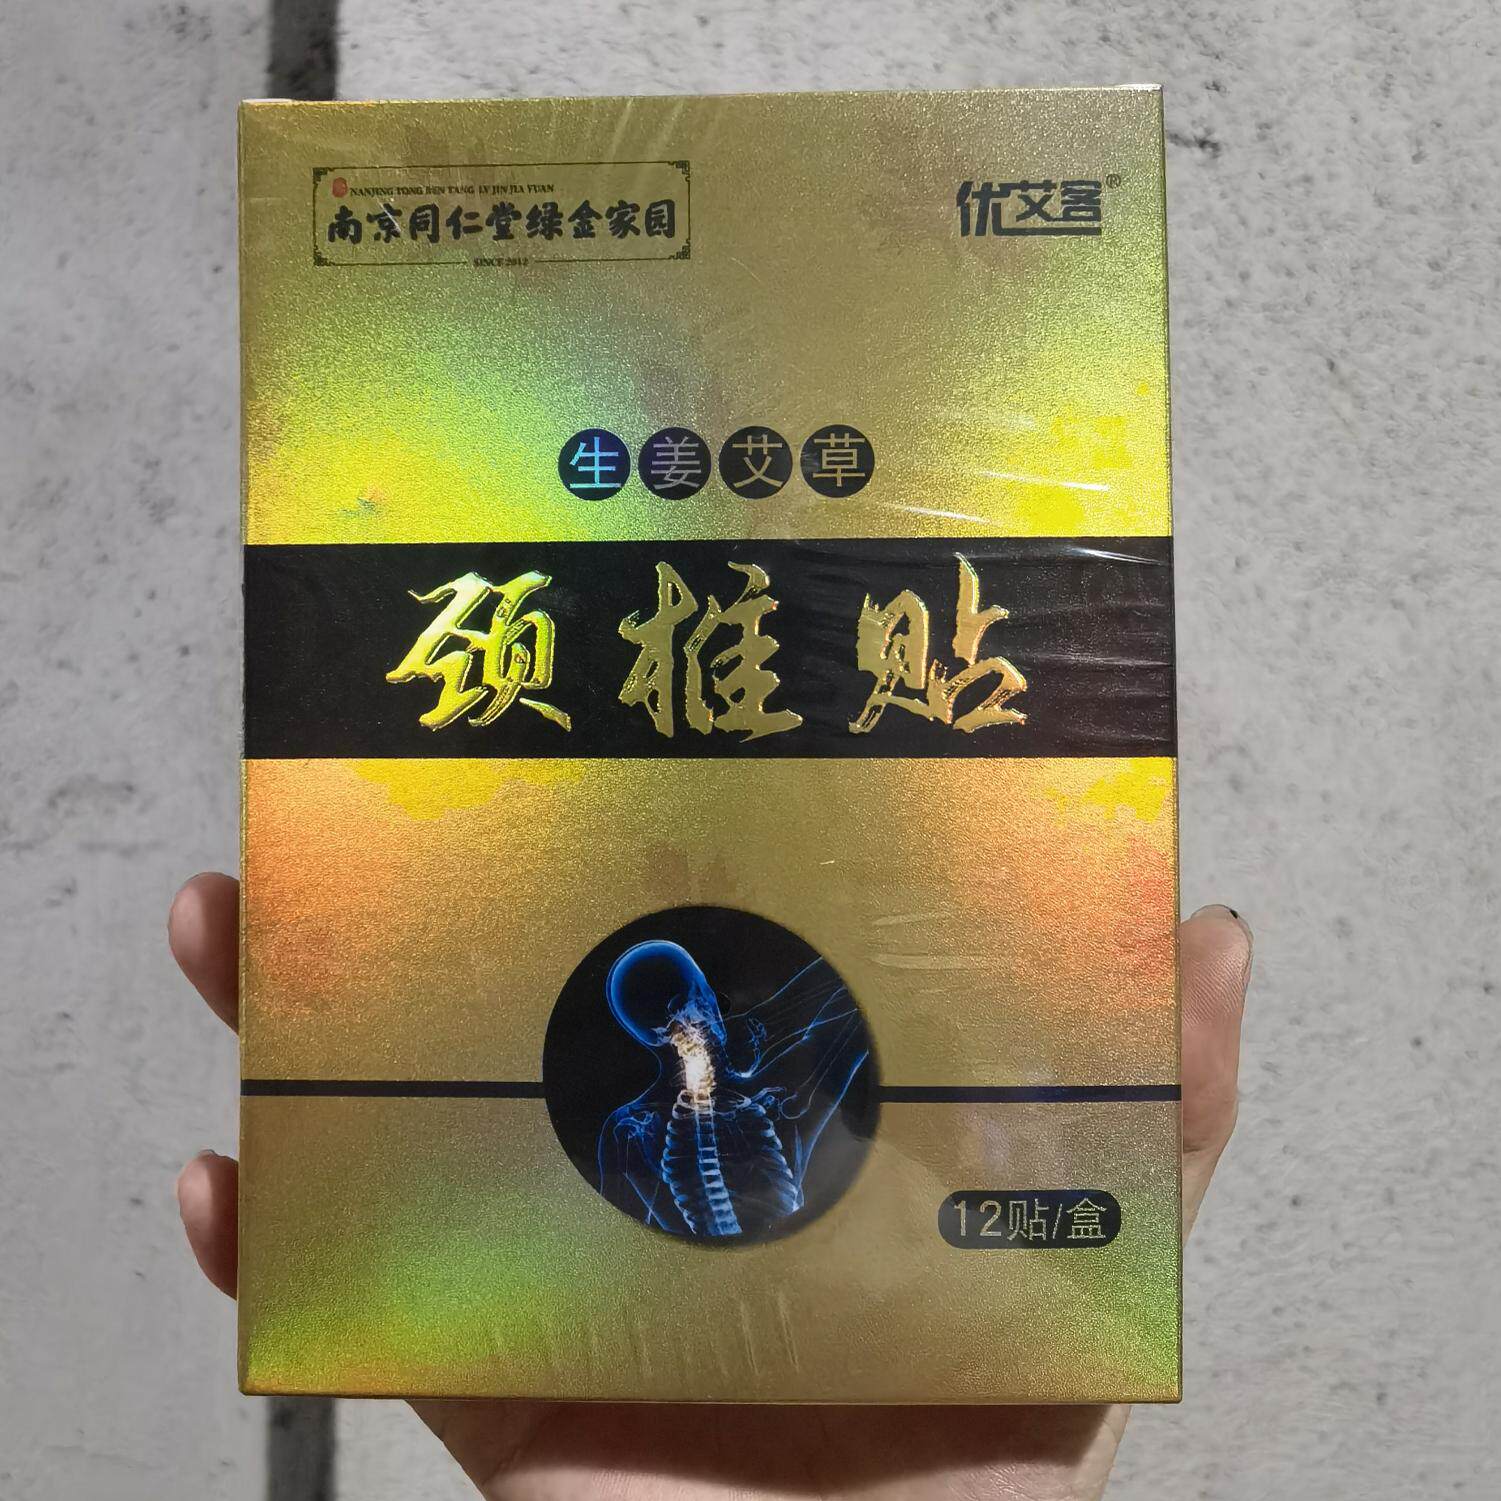 NANJING TONG REN TANG LV JIN JIA YUAN
南京同仁堂绿金家园
SINCE 2012
优艾客®
生姜艾草
颈椎贴
12贴/盒